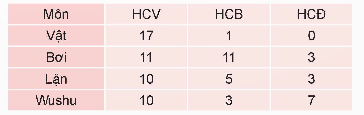 Môn HCV HCB HCĐ
Vật 17 1 0
Bơi 11 11 3
Lặn 10 5 3
Wushu 10 3 7